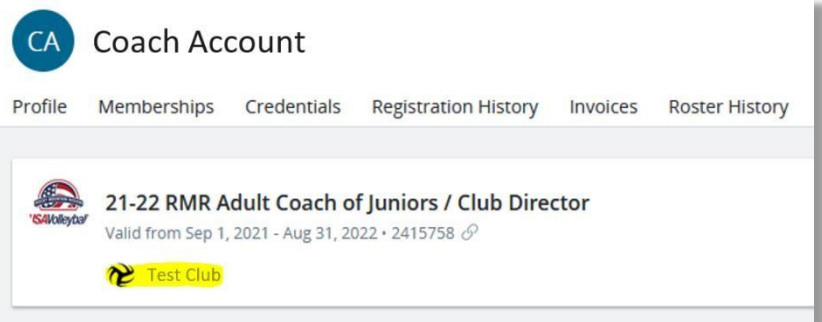 CA Coach Account
Profile Memberships Credentials Registration History Invoices Roster History
21-22 RMR Adult Coach of Juniors / Club Director
USAVolleyball
Valid from Sep 1, 2021 - Aug 31, 2022 • 2415758
Test Club